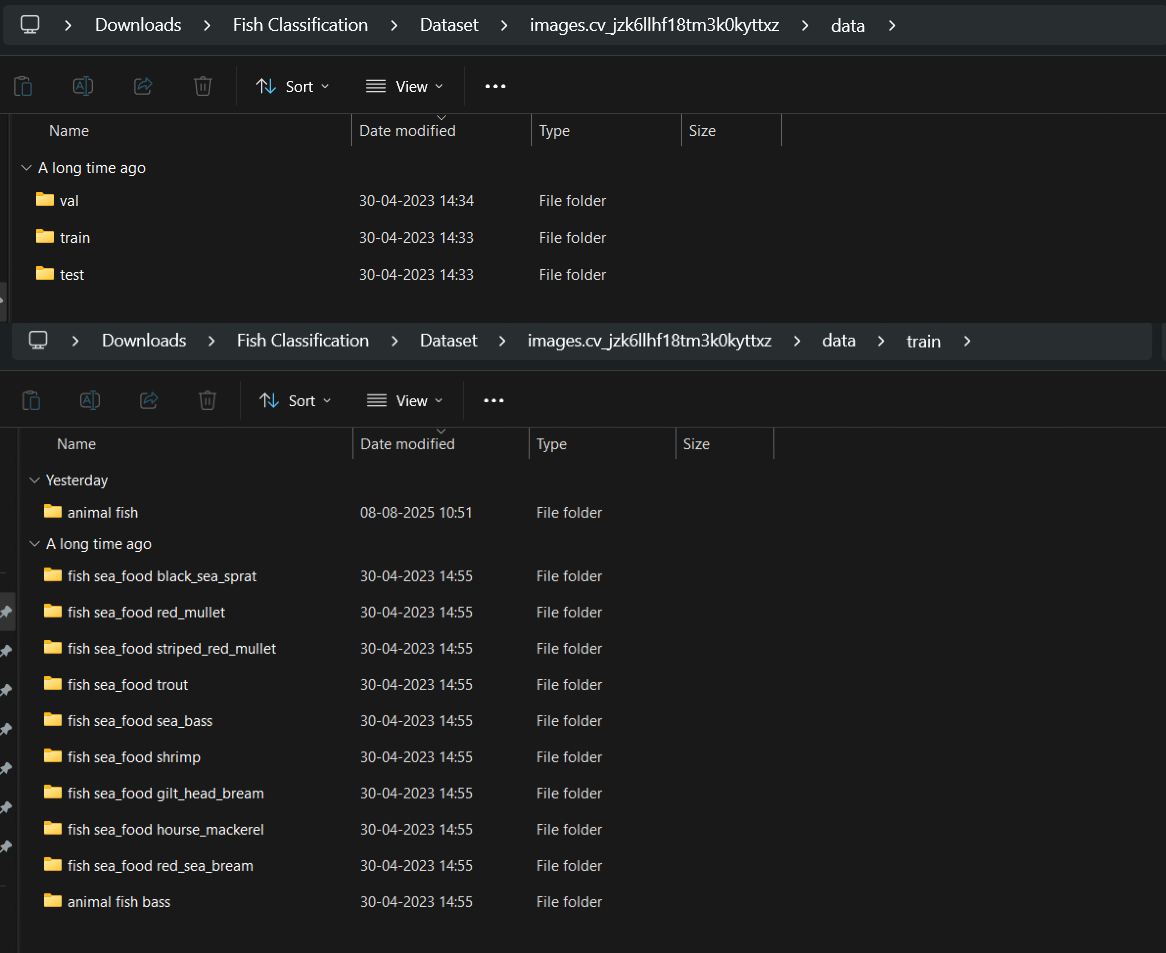 Downloads > Fish Classification > Dataset > images.cv_jzk6llhf18tm3k0kyttxz > data >
Sort View •••
Name Date modified Type Size
A long time ago
val 30-04-2023 14:34 File folder
train 30-04-2023 14:33 File folder
test 30-04-2023 14:33 File folder
Downloads > Fish Classification > Dataset > images.cv_jzk6llhf18tm3k0kyttxz > data > train >
Sort View •••
Name Date modified Type Size
Yesterday
animal fish 08-08-2025 10:51 File folder
A long time ago
fish sea_food black_sea_sprat 30-04-2023 14:55 File folder
fish sea_food red_mullet 30-04-2023 14:55 File folder
fish sea_food striped_red_mullet 30-04-2023 14:55 File folder
fish sea_food trout 30-04-2023 14:55 File folder
fish sea_food sea_bass 30-04-2023 14:55 File folder
fish sea_food shrimp 30-04-2023 14:55 File folder
fish sea_food gilt_head_bream 30-04-2023 14:55 File folder
fish sea_food hourse_mackerel 30-04-2023 14:55 File folder
fish sea_food red_sea_bream 30-04-2023 14:55 File folder
animal fish bass 30-04-2023 14:55 File folder